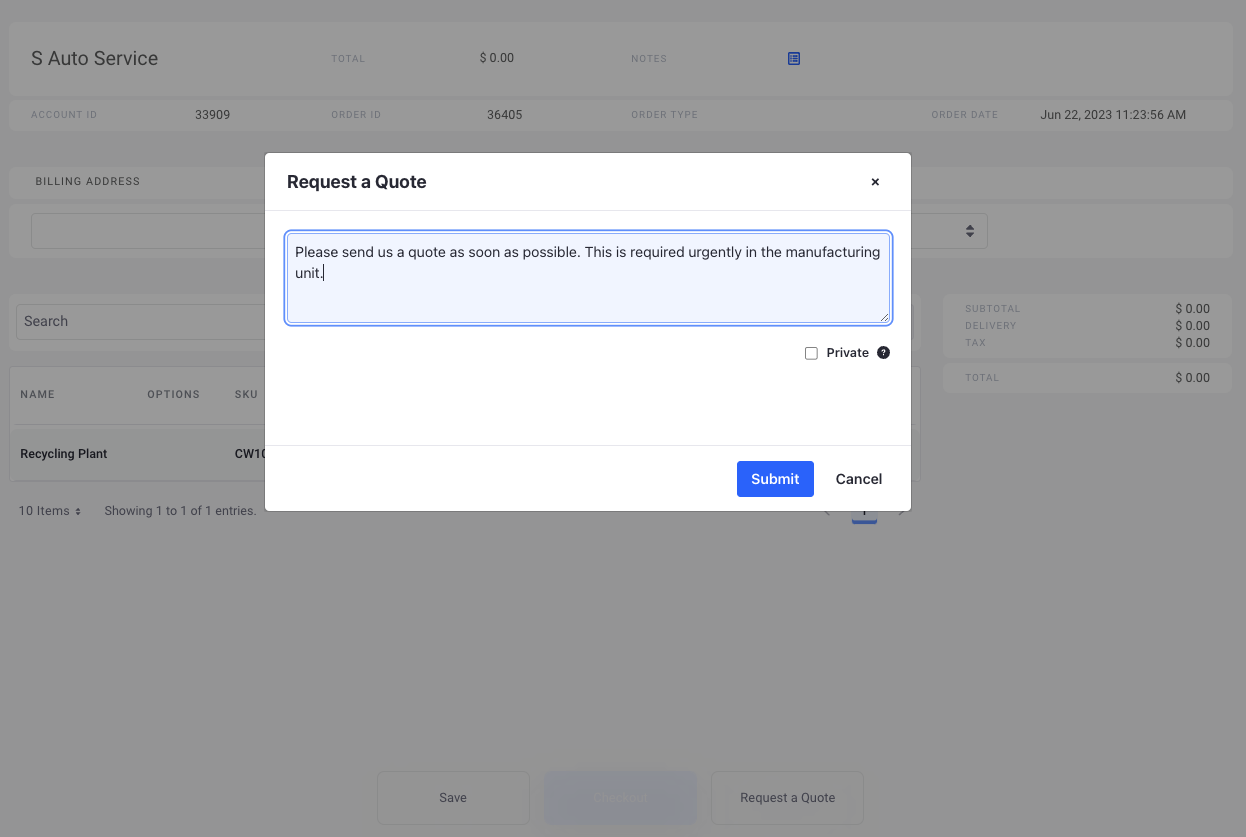 S Auto Service TOTAL $ 0.00 NOTES
ACCOUNT ID 33909 ORDER ID 36405 ORDER TYPE ORDER DATE Jun 22, 2023 11:23:56 AM
BILLING ADDRESS
Request a Quote ×
Please send us a quote as soon as possible. This is required urgently in the manufacturing
unit.
Private ?
Submit Cancel
Search
SUBTOTAL $ 0.00
DELIVERY $ 0.00
TAX $ 0.00
TOTAL $ 0.00
NAME OPTIONS SKU
Recycling Plant CW10
10 Items Showing 1 to 1 of 1 entries.
Save Checkout Request a Quote